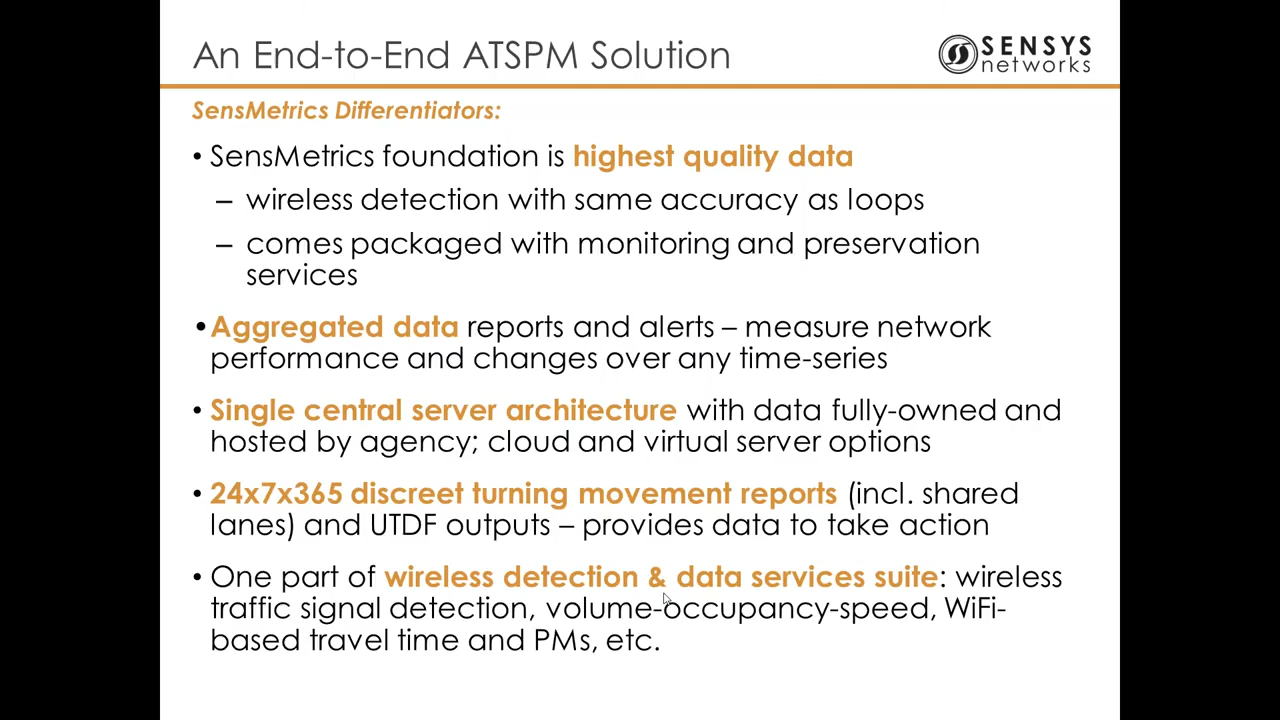 An End-to-End ATSPM Solution
SENSYS
networks
SensMetrics Differentiators:
• SensMetrics foundation is highest quality data
– wireless detection with same accuracy as loops
– comes packaged with monitoring and preservation
services
• Aggregated data reports and alerts – measure network
performance and changes over any time-series
• Single central server architecture with data fully-owned and
hosted by agency; cloud and virtual server options
• 24x7x365 discreet turning movement reports (incl. shared
lanes) and UTDF outputs – provides data to take action
• One part of wireless detection & data services suite: wireless
traffic signal detection, volume-occupancy-speed, WiFi-
based travel time and PMs, etc.